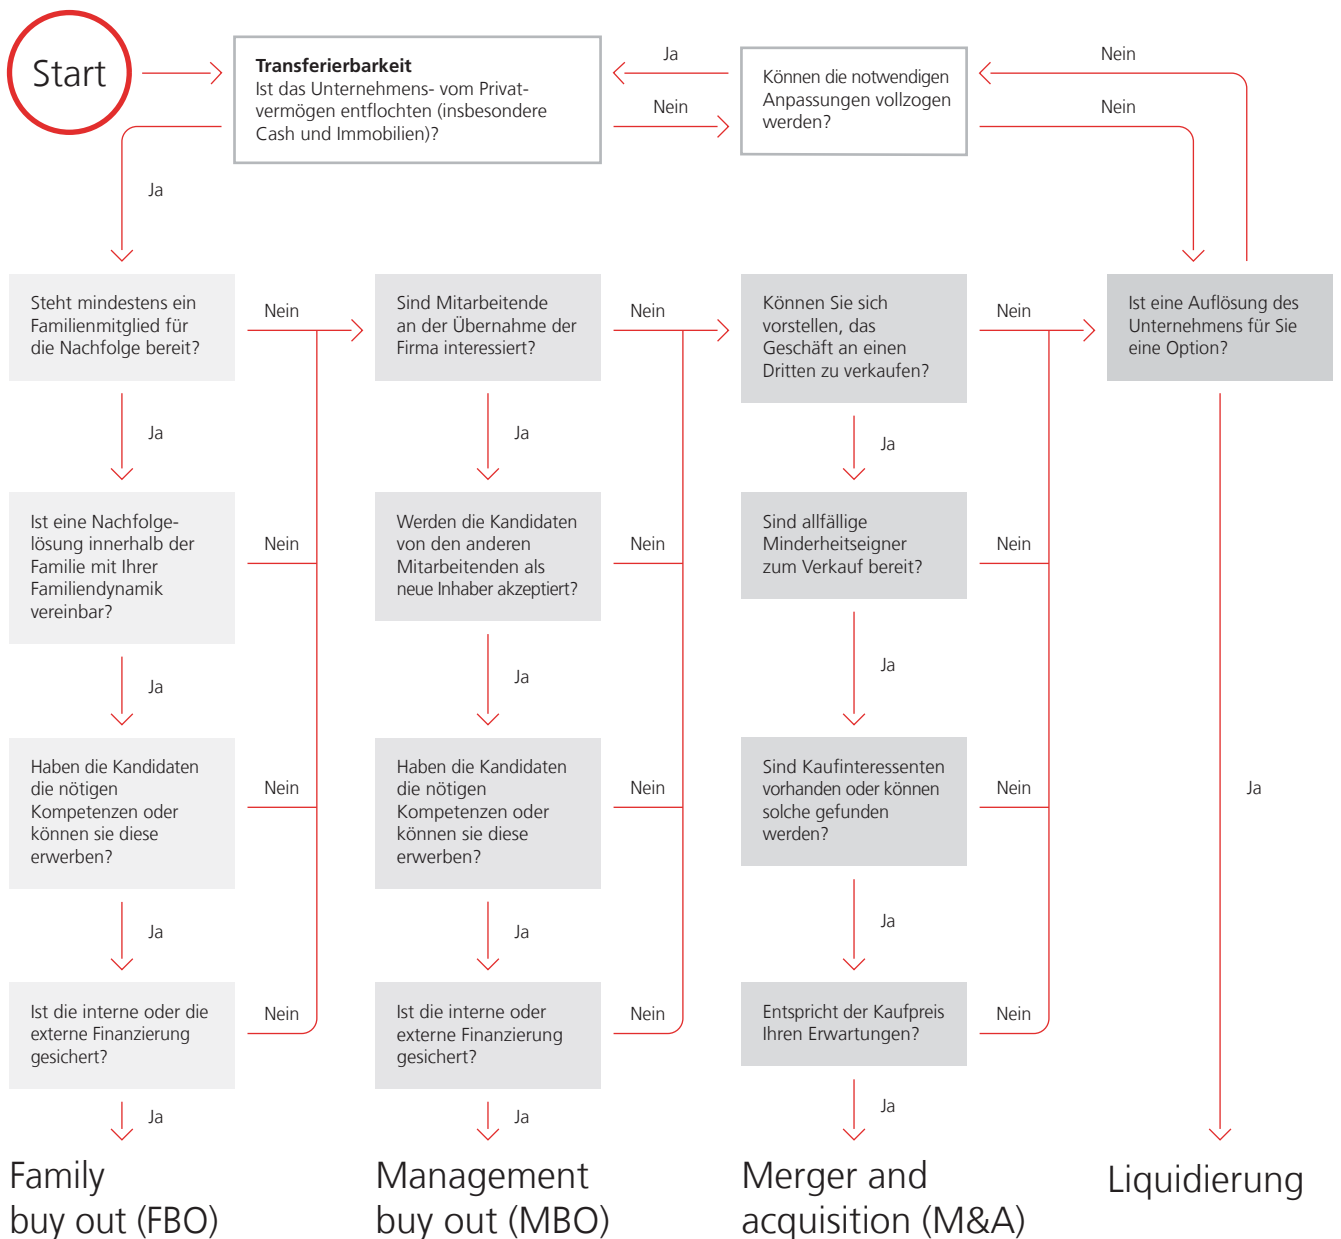 Start
Transferierbarkeit
Ist das Unternehmens- vom Privat-
vermögen entflochten (insbesondere
Cash und Immobilien)?
Ja
Nein
Können die notwendigen
Anpassungen vollzogen
werden?
Nein
Nein
Ja
Steht mindestens ein
Familienmitglied für
die Nachfolge bereit?
Nein
Sind Mitarbeitende
an der Übernahme der
Firma interessiert?
Nein
Können Sie sich
vorstellen, das
Geschäft an einen
Dritten zu verkaufen?
Nein
Ist eine Auflösung des
Unternehmens für Sie
eine Option?
Ja
Ja
Ja
Ist eine Nachfolge-
lösung innerhalb der
Familie mit Ihrer
Familiendynamik
vereinbar?
Nein
Werden die Kandidaten
von den anderen
Mitarbeitenden als
neue Inhaber akzeptiert?
Nein
Sind allfällige
Minderheitseigner
zum Verkauf bereit?
Nein
Ja
Ja
Ja
Haben die Kandidaten
die nötigen
Kompetenzen oder
können sie diese
erwerben?
Nein
Haben die Kandidaten
die nötigen
Kompetenzen oder
können sie diese
erwerben?
Nein
Sind Kaufinteressenten
vorhanden oder können
solche gefunden
werden?
Nein
Ja
Ja
Ja
Ja
Ist die interne oder die
externe Finanzierung
gesichert?
Nein
Ist die interne oder
externe Finanzierung
gesichert?
Nein
Entspricht der Kaufpreis
Ihren Erwartungen?
Nein
Ja
Ja
Ja
Family
buy out (FBO)
Management
buy out (MBO)
Merger and
acquisition (M&A)
Liquidierung